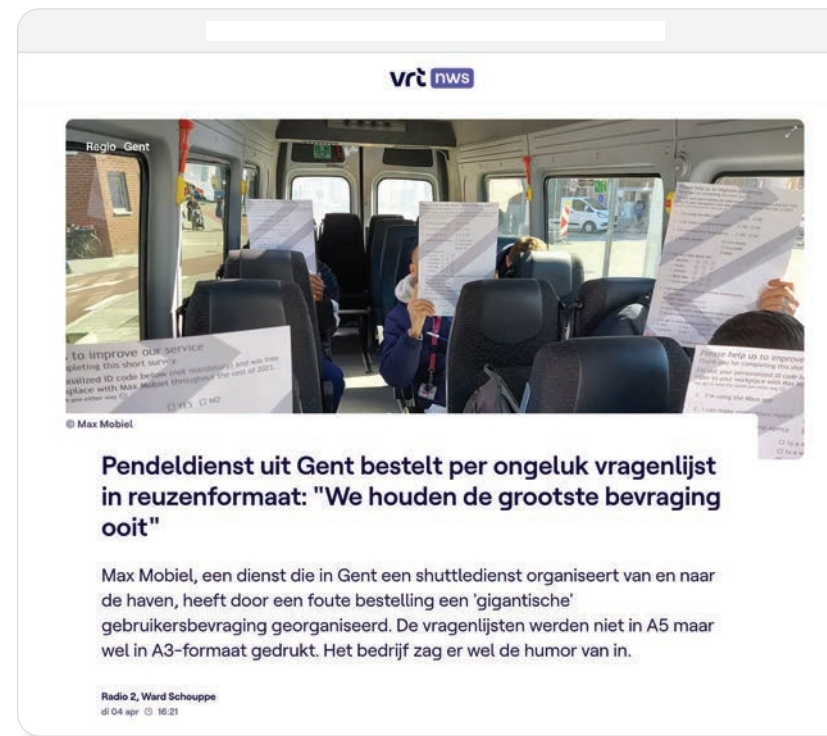 vrt nws
Regio Gent
to improve our service
pleting this short survey.
nalized ID code below (not mandatory) and win free
place with Max Mobiel throughout the rest of 2021.
YES NO
Please help us to improve
© Max Mobiel
Pendeldienst uit Gent bestelt per ongeluk vragenlijst
in reuzenformaat: "We houden de grootste bevraging
ooit"
Max Mobiel, een dienst die in Gent een shuttledienst organiseert van en naar
de haven, heeft door een foute bestelling een 'gigantische'
gebruikersbevraging georganiseerd. De vragenlijsten werden niet in A5 maar
wel in A3-formaat gedrukt. Het bedrijf zag er wel de humor van in.
Radio 2, Ward Schouppe
di 04 apr 16:21